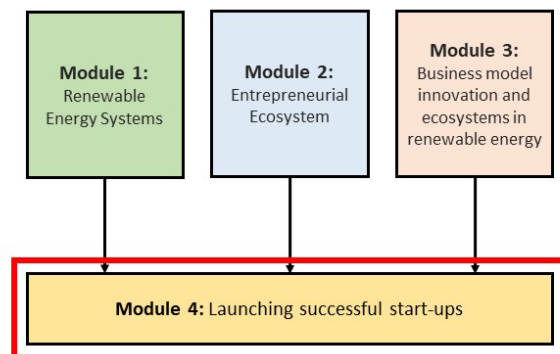 Module 1:
Renewable
Energy Systems
Module 2:
Entrepreneurial
Ecosystem
Module 3:
Business model
innovation and
ecosystems in
renewable energy
Module 4: Launching successful start-ups